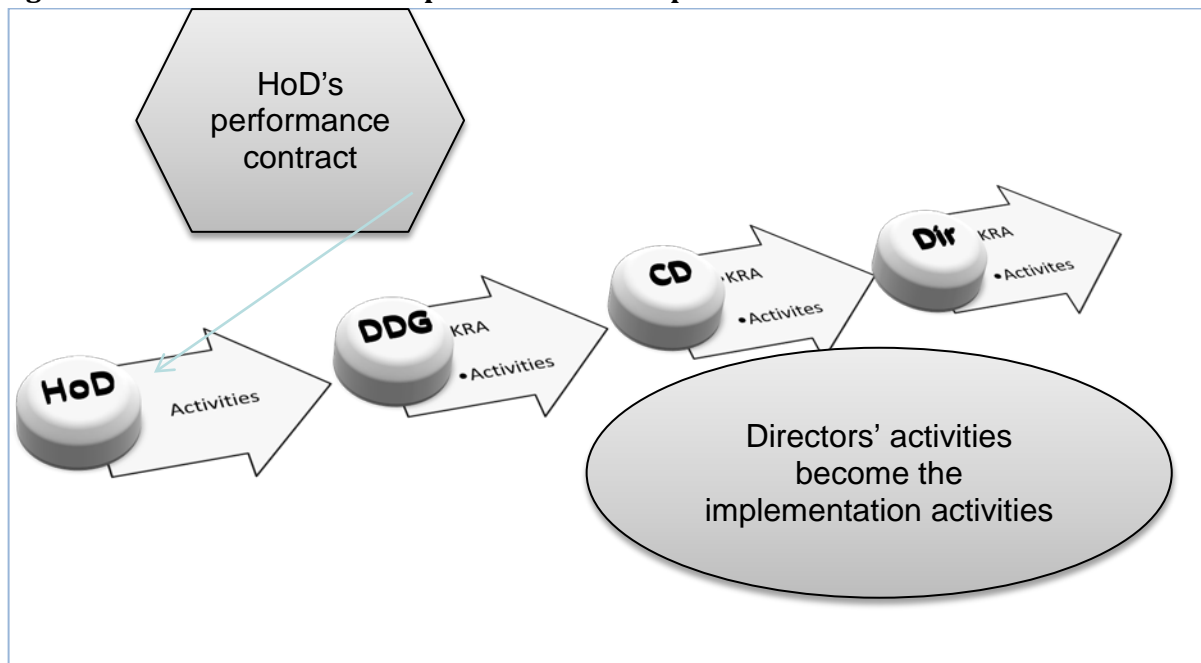 HoD's
performance
contract
HoD
Activities
DDG
KRA
•Activities
CD
•KRA
•Activites
Dir
KRA
•Activites
Directors' activities
become the
implementation activities